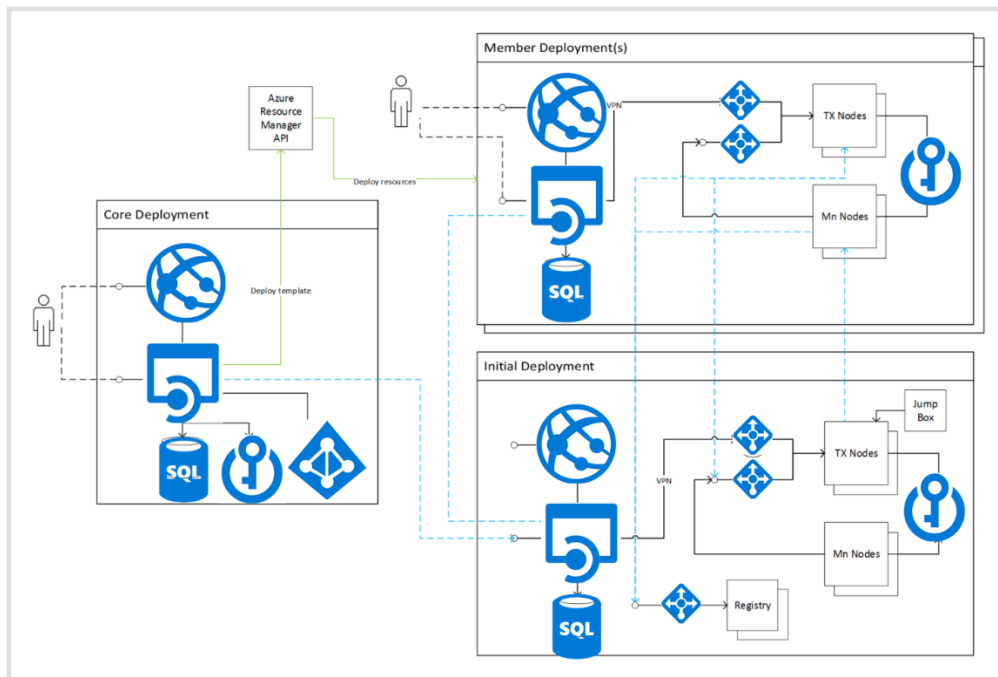 Member Deployment(s)
VPN
TX Nodes
Mn Nodes
SQL
Azure
Resource
Manager
API
Deploy resources
Core Deployment
Deploy template
SQL
Initial Deployment
Jump
Box
TX Nodes
VPN
Mn Nodes
Registry
SQL